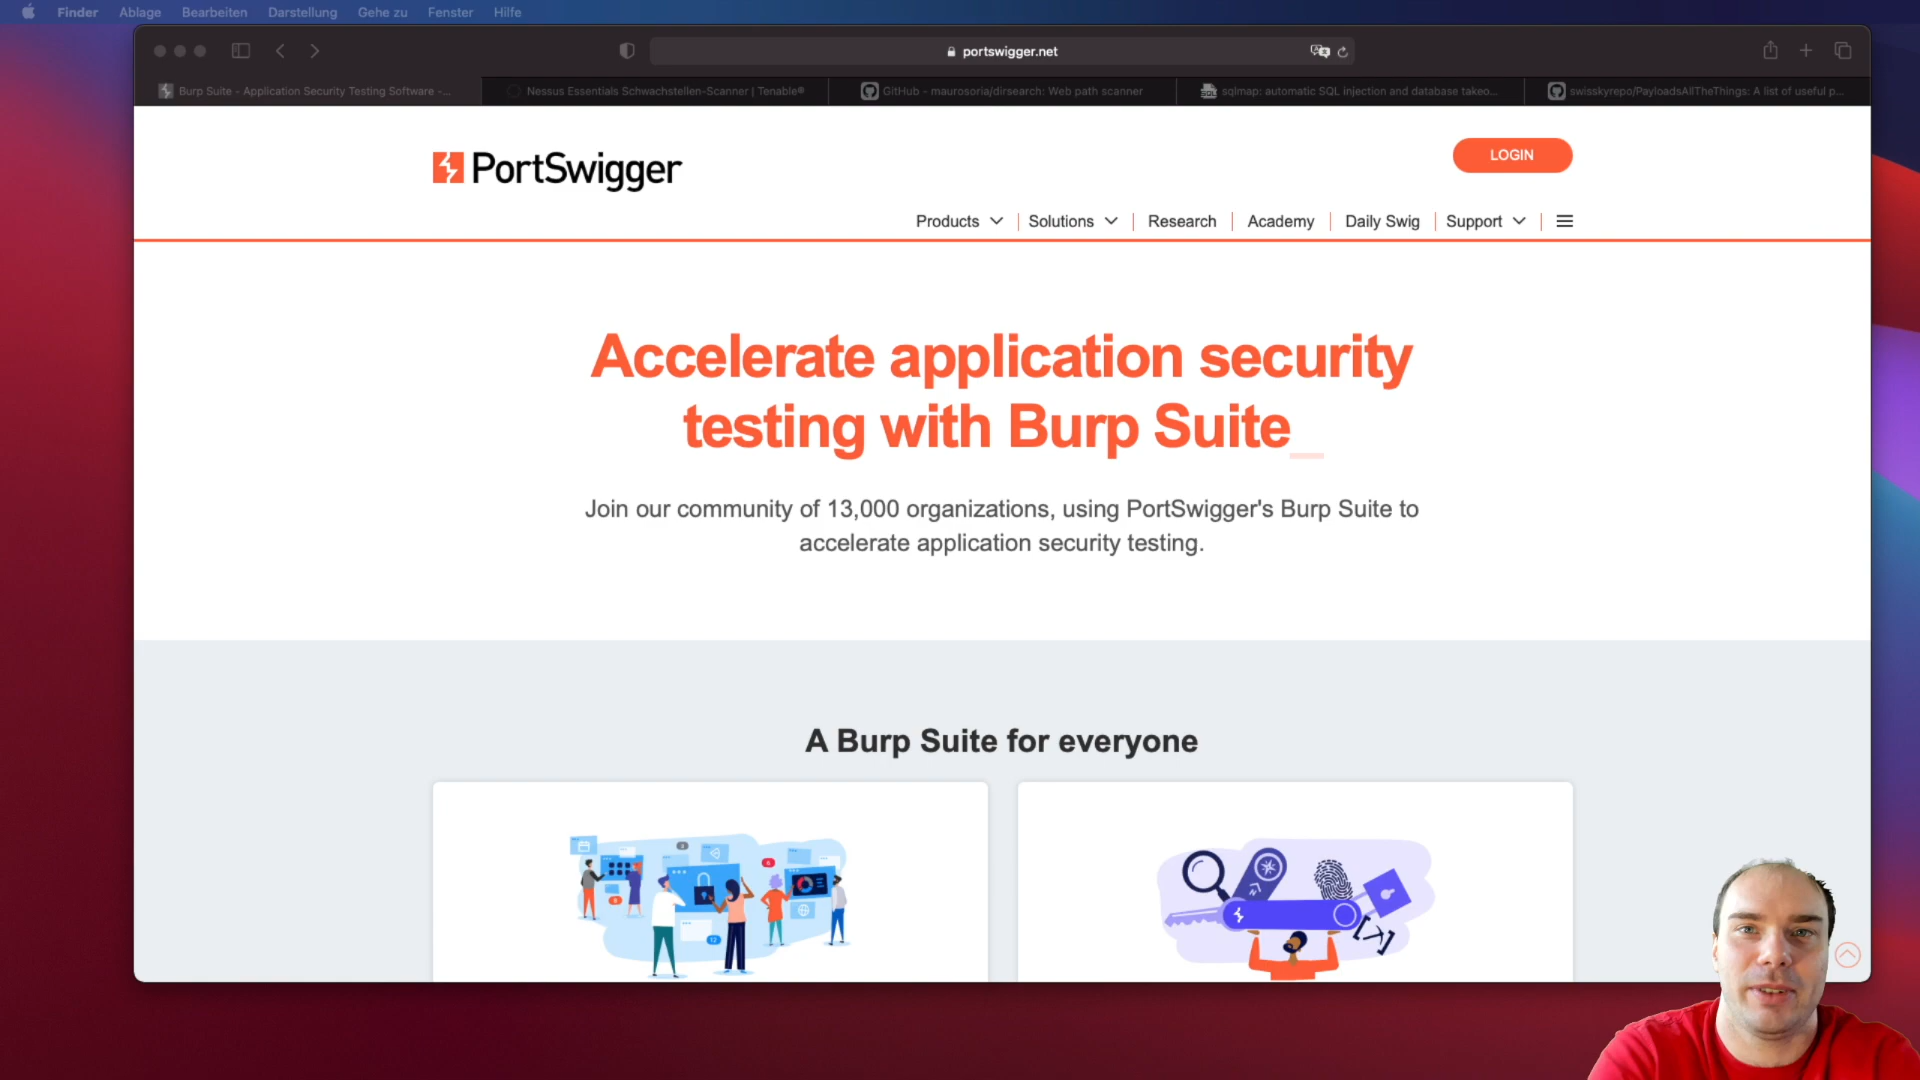 Finder Ablage Bearbeiten Darstellung Gehe zu Fenster Hilfe
portswigger.net
Burp Suite - Application Security Testing Software -...
Nessus Essentials Schwachstellen-Scanner | Tenable®
GitHub - maurosoria/dirsearch: Web path scanner
sqlmap: automatic SQL injection and database takeo...
swisskyrepo/PayloadsAllTheThings: A list of useful p...
PortSwigger
LOGIN
Products Solutions Research Academy Daily Swig Support
Accelerate application security
testing with Burp Suite_
Join our community of 13,000 organizations, using PortSwigger's Burp Suite to
accelerate application security testing.
A Burp Suite for everyone